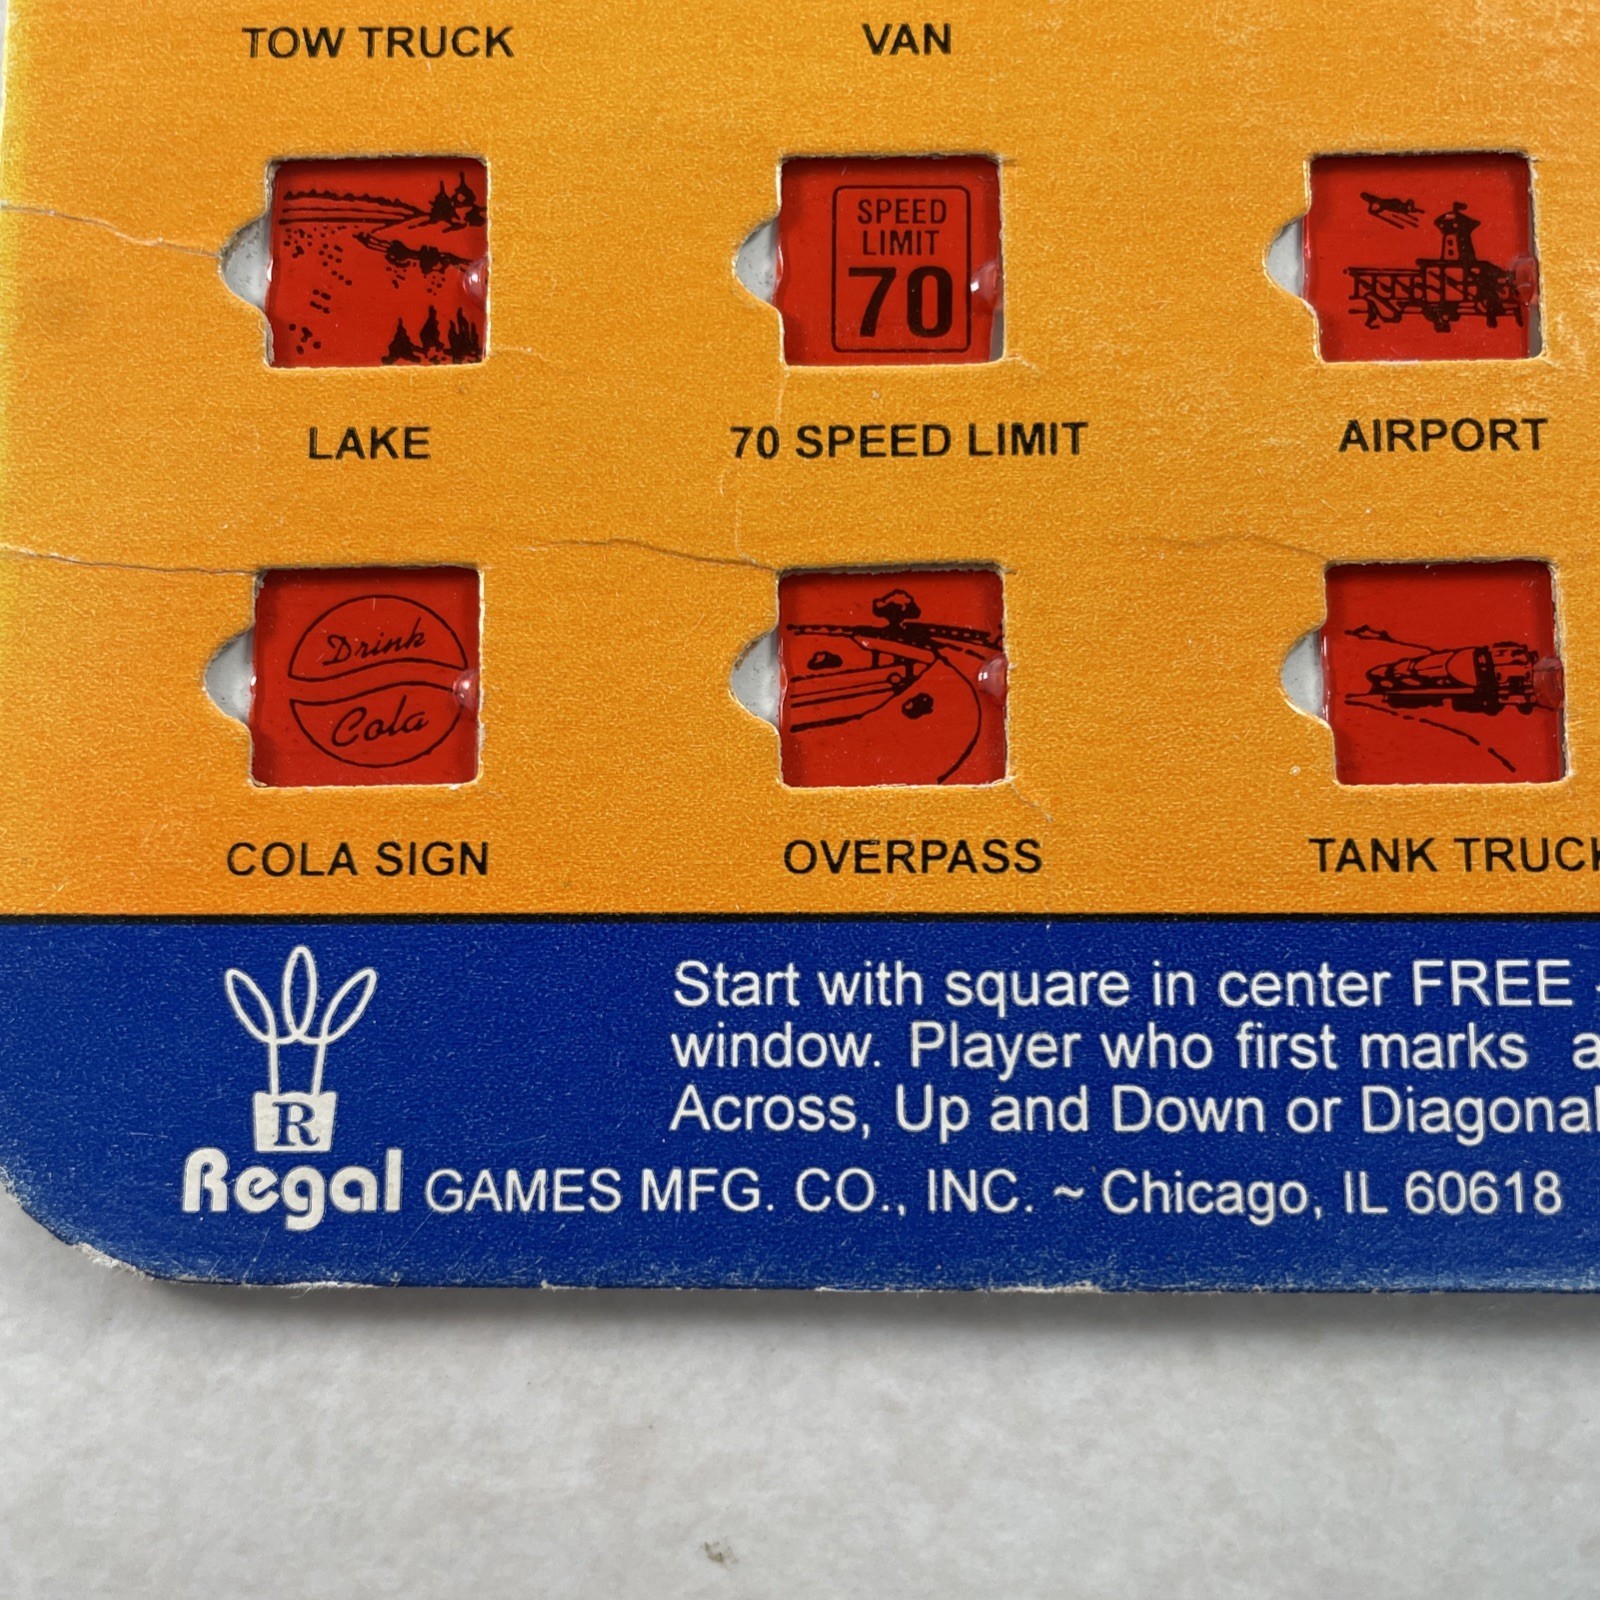 TOW TRUCK VAN
SPEED
LIMIT
70
LAKE 70 SPEED LIMIT AIRPORT
Drink
Cola
COLA SIGN OVERPASS TANK TRUCK
Start with square in center FREE -
window. Player who first marks a
Across, Up and Down or Diagonal
R
Regal GAMES MFG. CO., INC. ~ Chicago, IL 60618